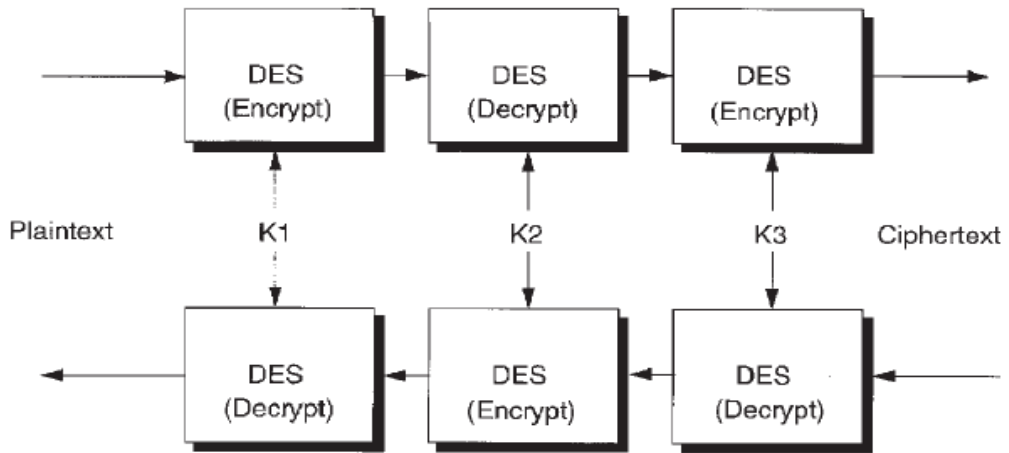 DES
(Encrypt)
DES
(Decrypt)
DES
(Encrypt)
Plaintext
K1
K2
K3
Ciphertext
DES
(Decrypt)
DES
(Encrypt)
DES
(Decrypt)